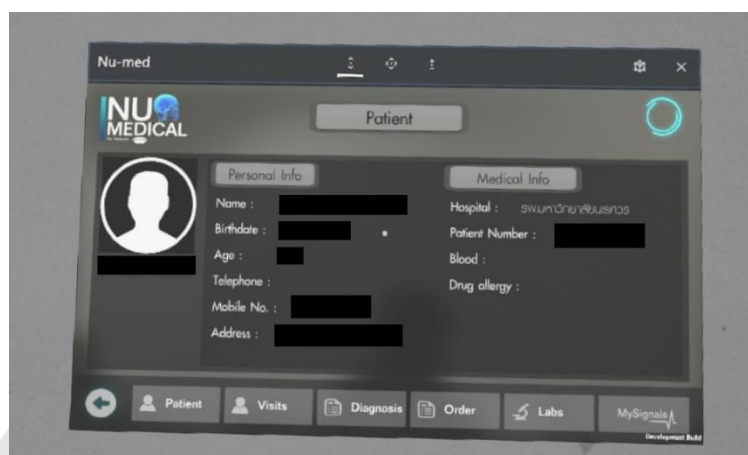 Nu-med
NU
MEDICAL
Patient
Personal Info
Name :
Birthdate :
Age :
Telephone :
Mobile No. :
Address :
Medical Info
Hospital : รพ.มหาวิทยาลัยนเรศวร
Patient Number :
Blood :
Drug allergy :
Patient
Visits
Diagnosis
Order
Labs
MySignals
Development Build